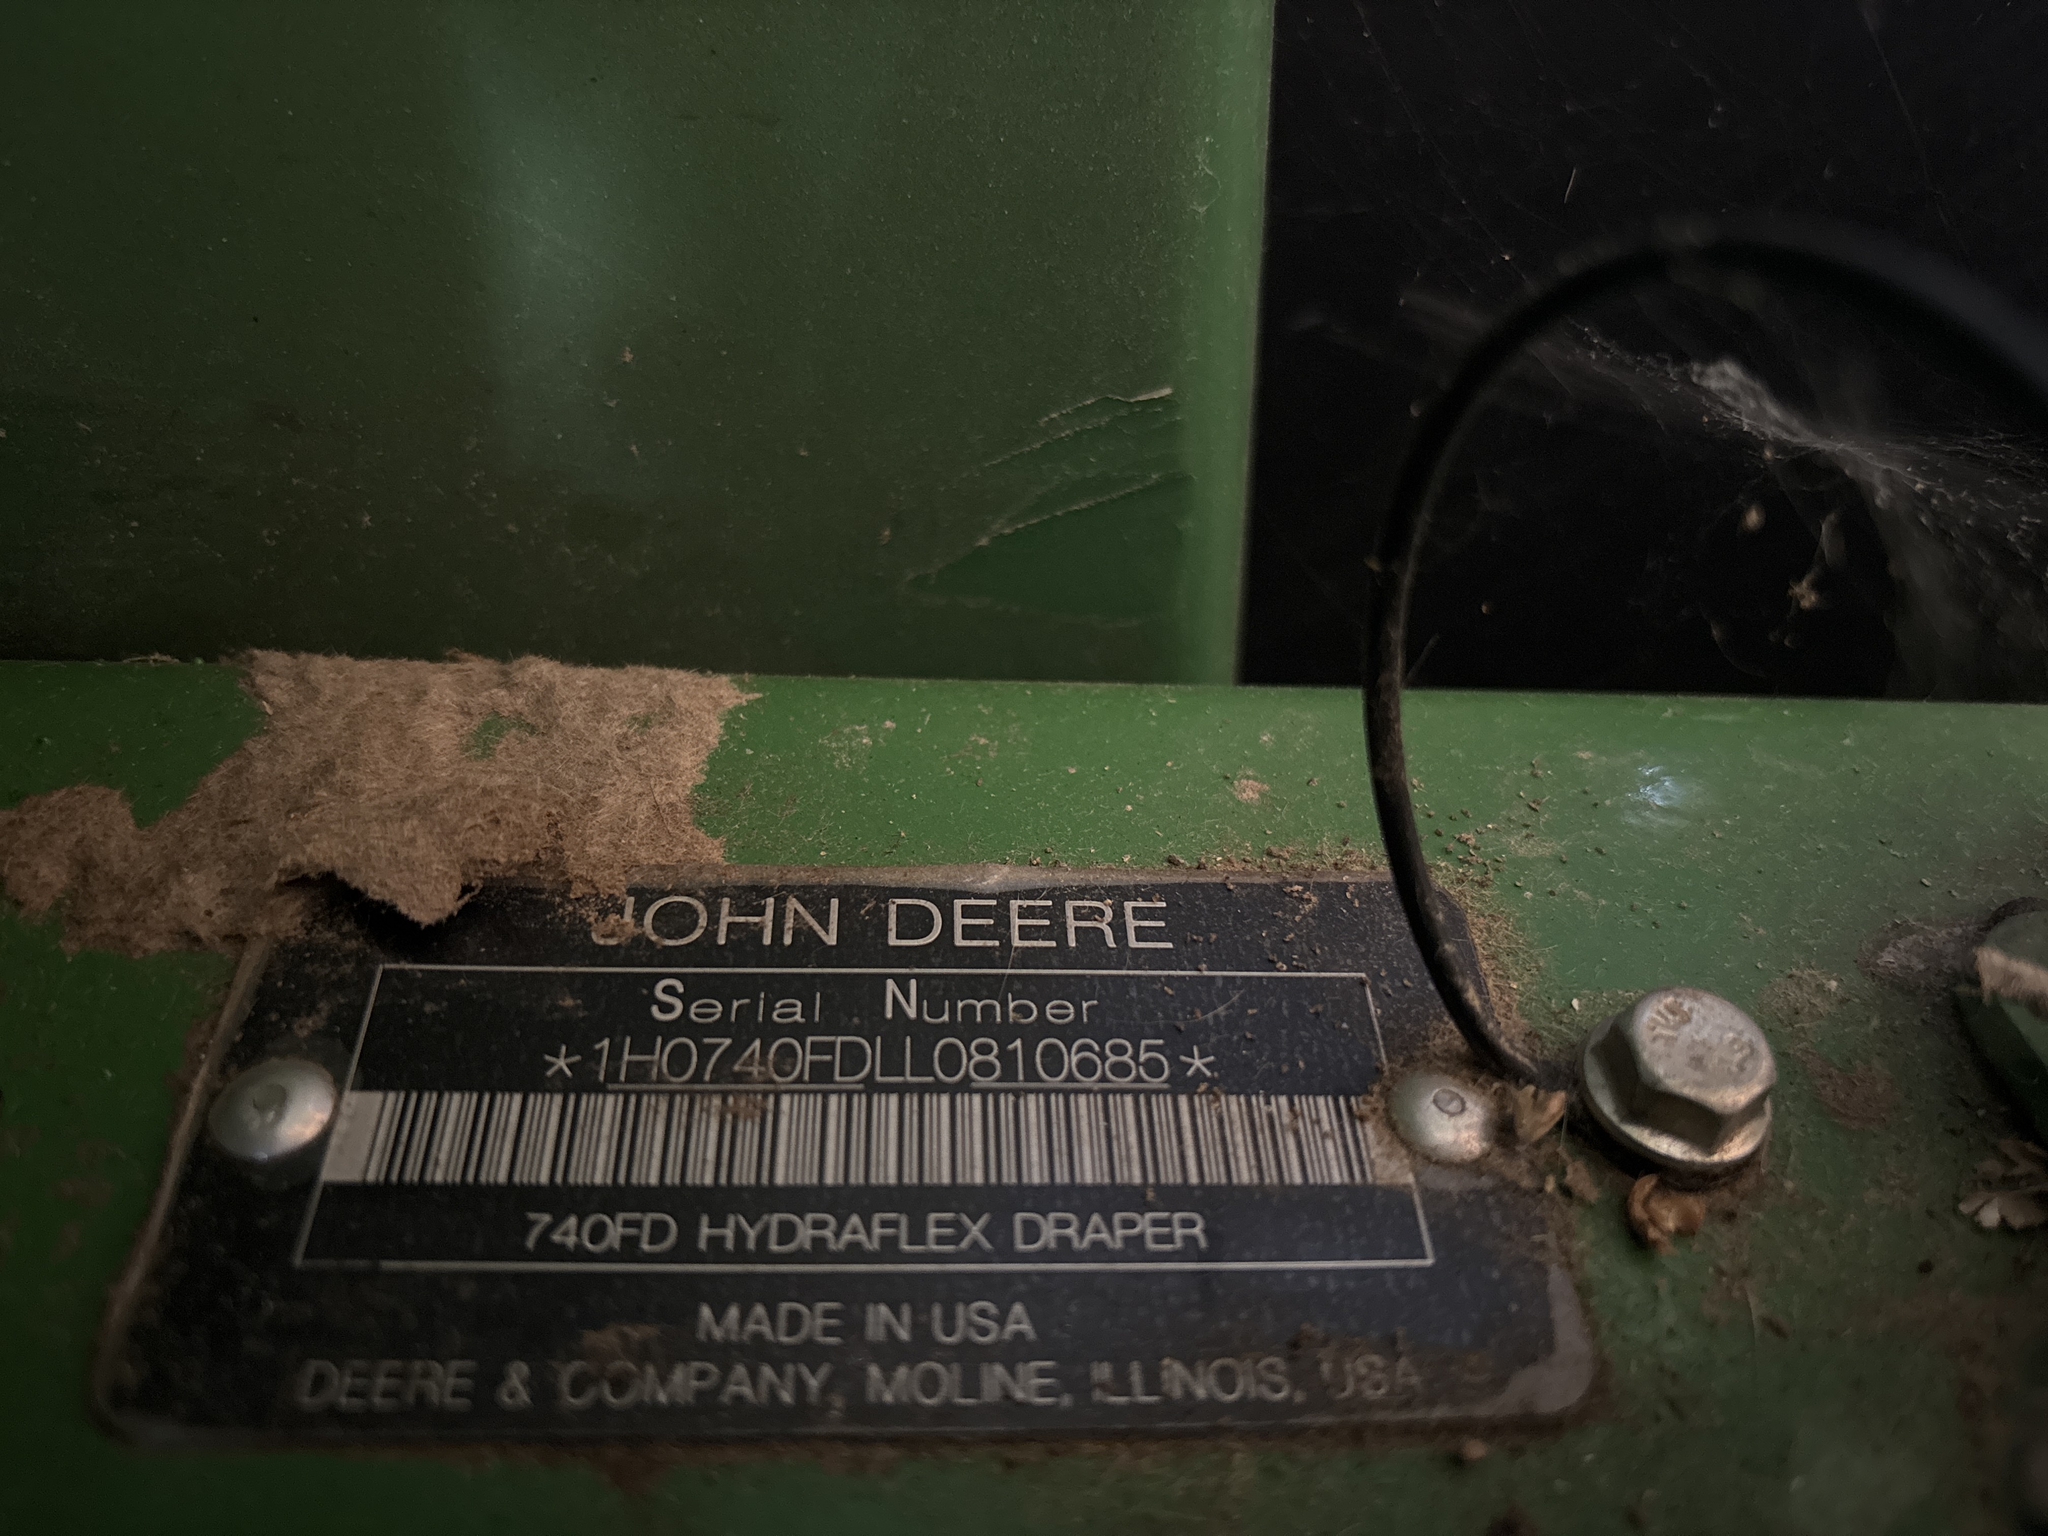 JOHN DEERE
Serial Number
*1H0740FDLL0810685*
740FD HYDRAFLEX DRAPER
MADE IN USA
DEERE & COMPANY, MOLINE, ILLINOIS, USA